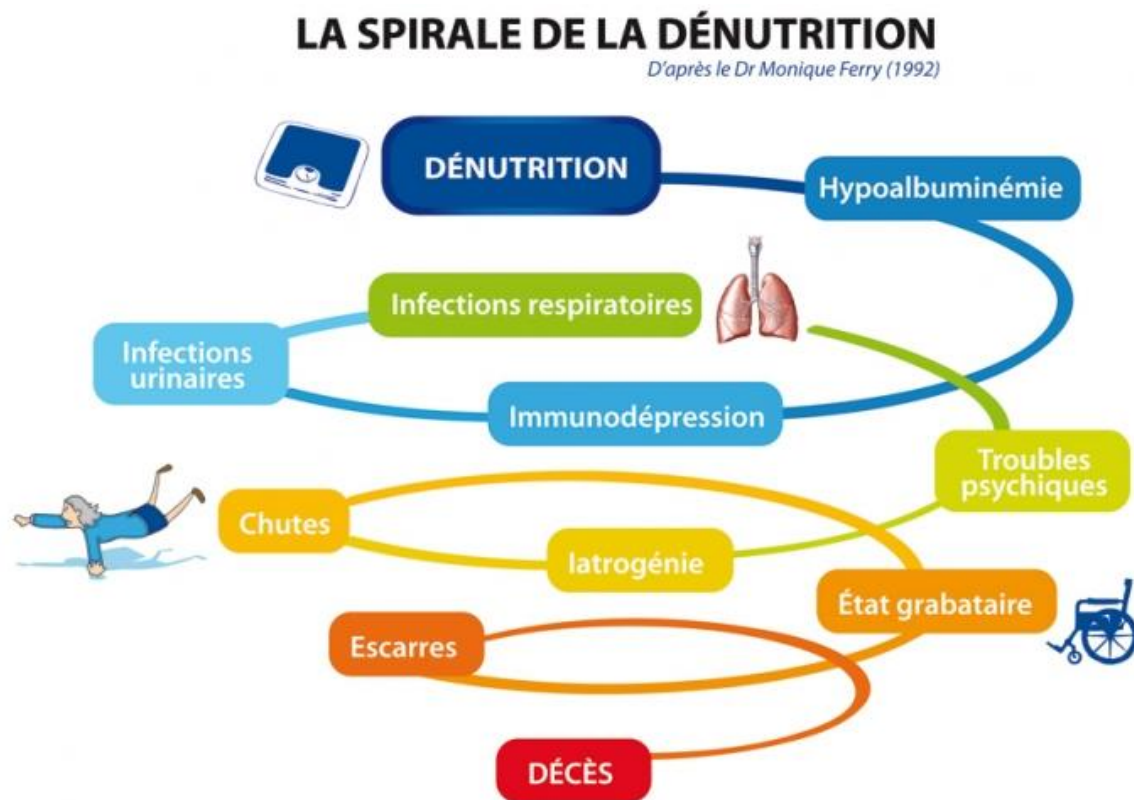 LA SPIRALE DE LA DÉNUTRITION
D'après le Dr Monique Ferry (1992)
DÉNUTRITION
Hypoalbuminémie
Infections respiratoires
Infections
urinaires
Immunodépression
Troubles
psychiques
Chutes
Iatrogénie
État grabataire
Escarres
DÉCÈS